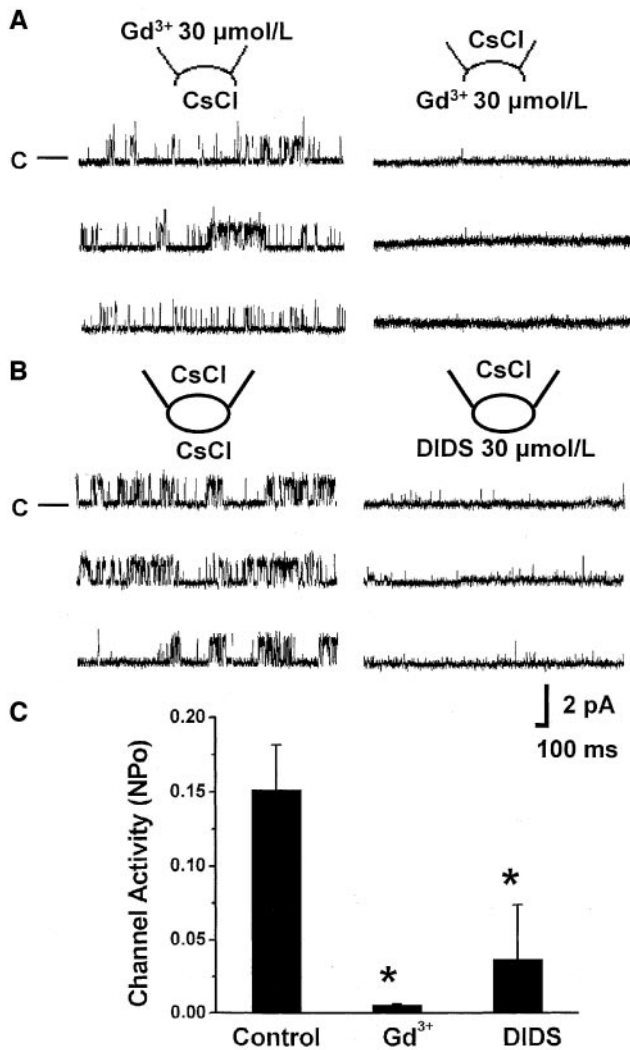 A
Gd³⁺ 30 µmol/L
CsCl
CsCl
Gd³⁺ 30 µmol/L
C
B
CsCl
CsCl
CsCl
DIDS 30 µmol/L
C
2 pA
100 ms
C
Channel Activity (NPo)
0.20
0.15
0.10
0.05
0.00
*
*
Control
Gd³⁺
DIDS